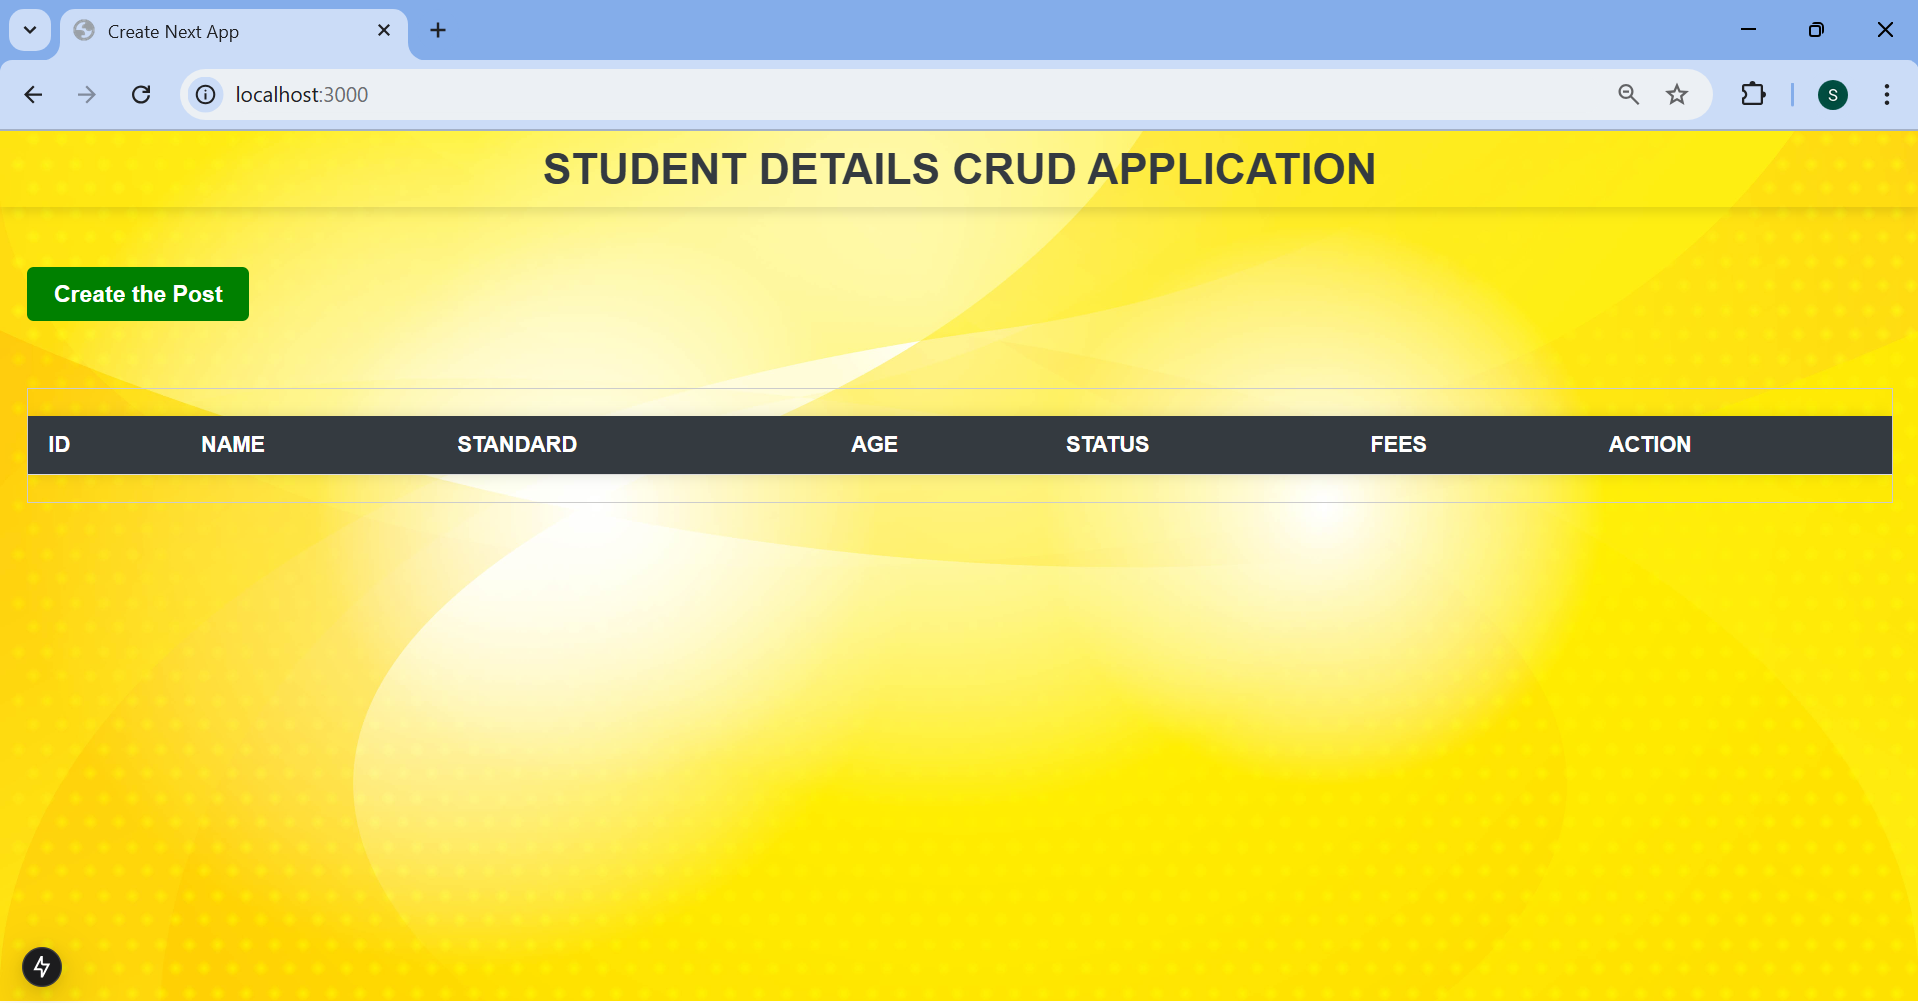 Create Next App
localhost:3000
S
STUDENT DETAILS CRUD APPLICATION
Create the Post
ID NAME STANDARD AGE STATUS FEES ACTION